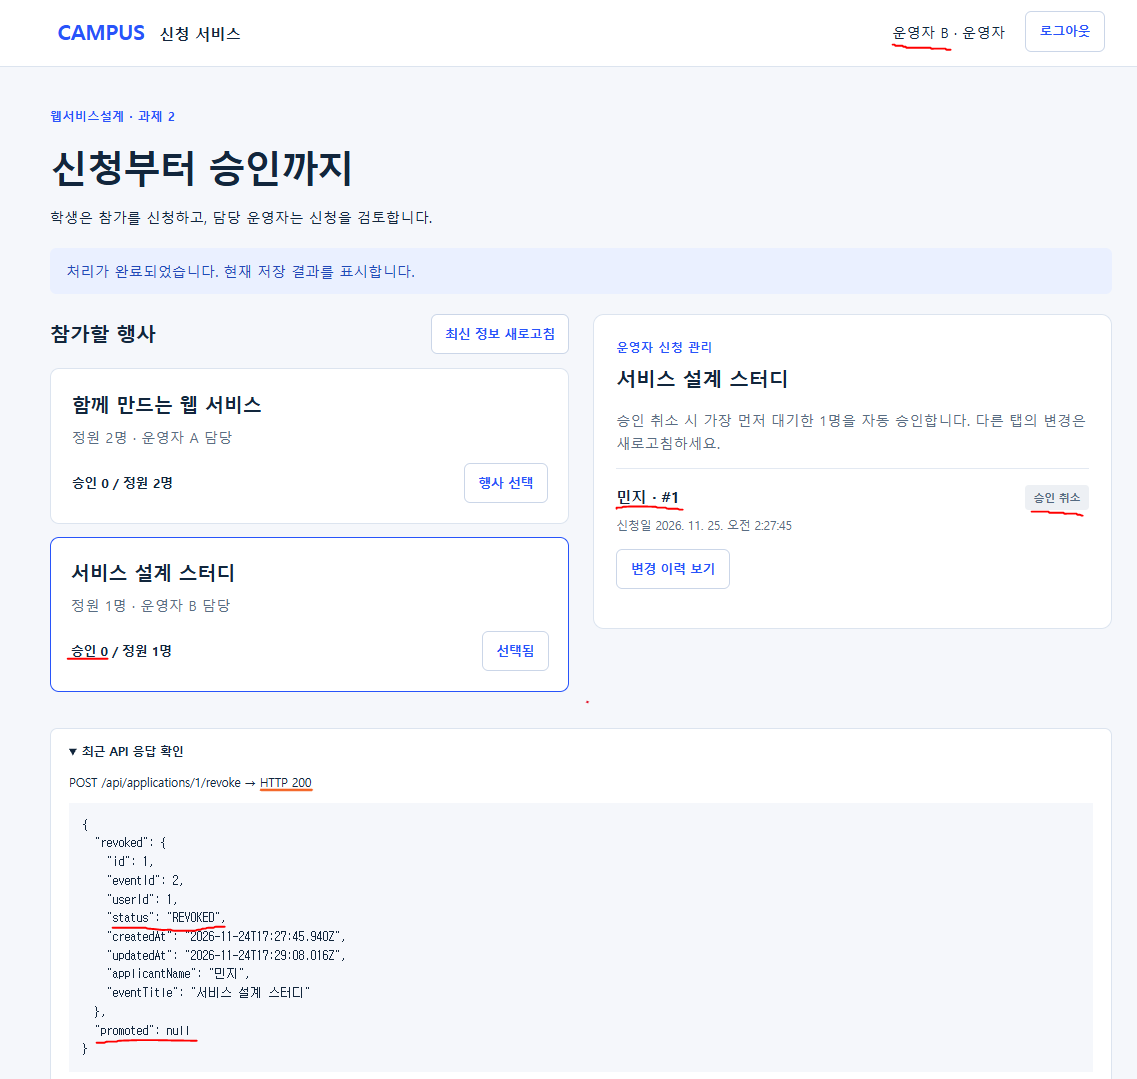 CAMPUS 신청 서비스
운영자 B · 운영자
로그아웃
웹서비스설계 · 과제 2
신청부터 승인까지
학생은 참가를 신청하고, 담당 운영자는 신청을 검토합니다.
처리가 완료되었습니다. 현재 저장 결과를 표시합니다.
참가할 행사
최신 정보 새로고침
함께 만드는 웹 서비스
정원 2명 · 운영자 A 담당
승인 0 / 정원 2명
행사 선택
서비스 설계 스터디
정원 1명 · 운영자 B 담당
승인 0 / 정원 1명
선택됨
운영자 신청 관리
서비스 설계 스터디
승인 취소 시 가장 먼저 대기한 1명을 자동 승인합니다. 다른 탭의 변경은
새로고침하세요.
민지 · #1
승인 취소
신청일 2026. 11. 25. 오전 2:27:45
변경 이력 보기
▼ 최근 API 응답 확인
POST /api/applications/1/revoke → HTTP 200
{
"revoked": {
"id": 1,
"eventId": 2,
"userId": 1,
"status": "REVOKED",
"createdAt": "2026-11-24T17:27:45.940Z",
"updatedAt": "2026-11-24T17:29:08.016Z",
"applicantName": "민지",
"eventTitle": "서비스 설계 스터디"
},
"promoted": null
}